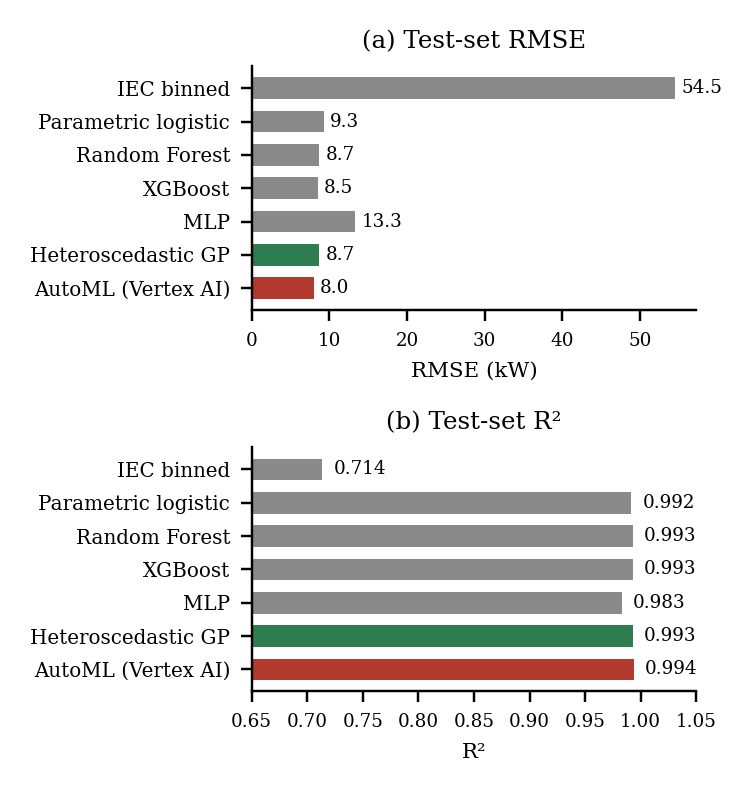 (a) Test-set RMSE
IEC binned 54.5
Parametric logistic 9.3
Random Forest 8.7
XGBoost 8.5
MLP 13.3
Heteroscedastic GP 8.7
AutoML (Vertex AI) 8.0
0 10 20 30 40 50
RMSE (kW)
(b) Test-set R²
IEC binned 0.714
Parametric logistic 0.992
Random Forest 0.993
XGBoost 0.993
MLP 0.983
Heteroscedastic GP 0.993
AutoML (Vertex AI) 0.994
0.65 0.70 0.75 0.80 0.85 0.90 0.95 1.00 1.05
R²